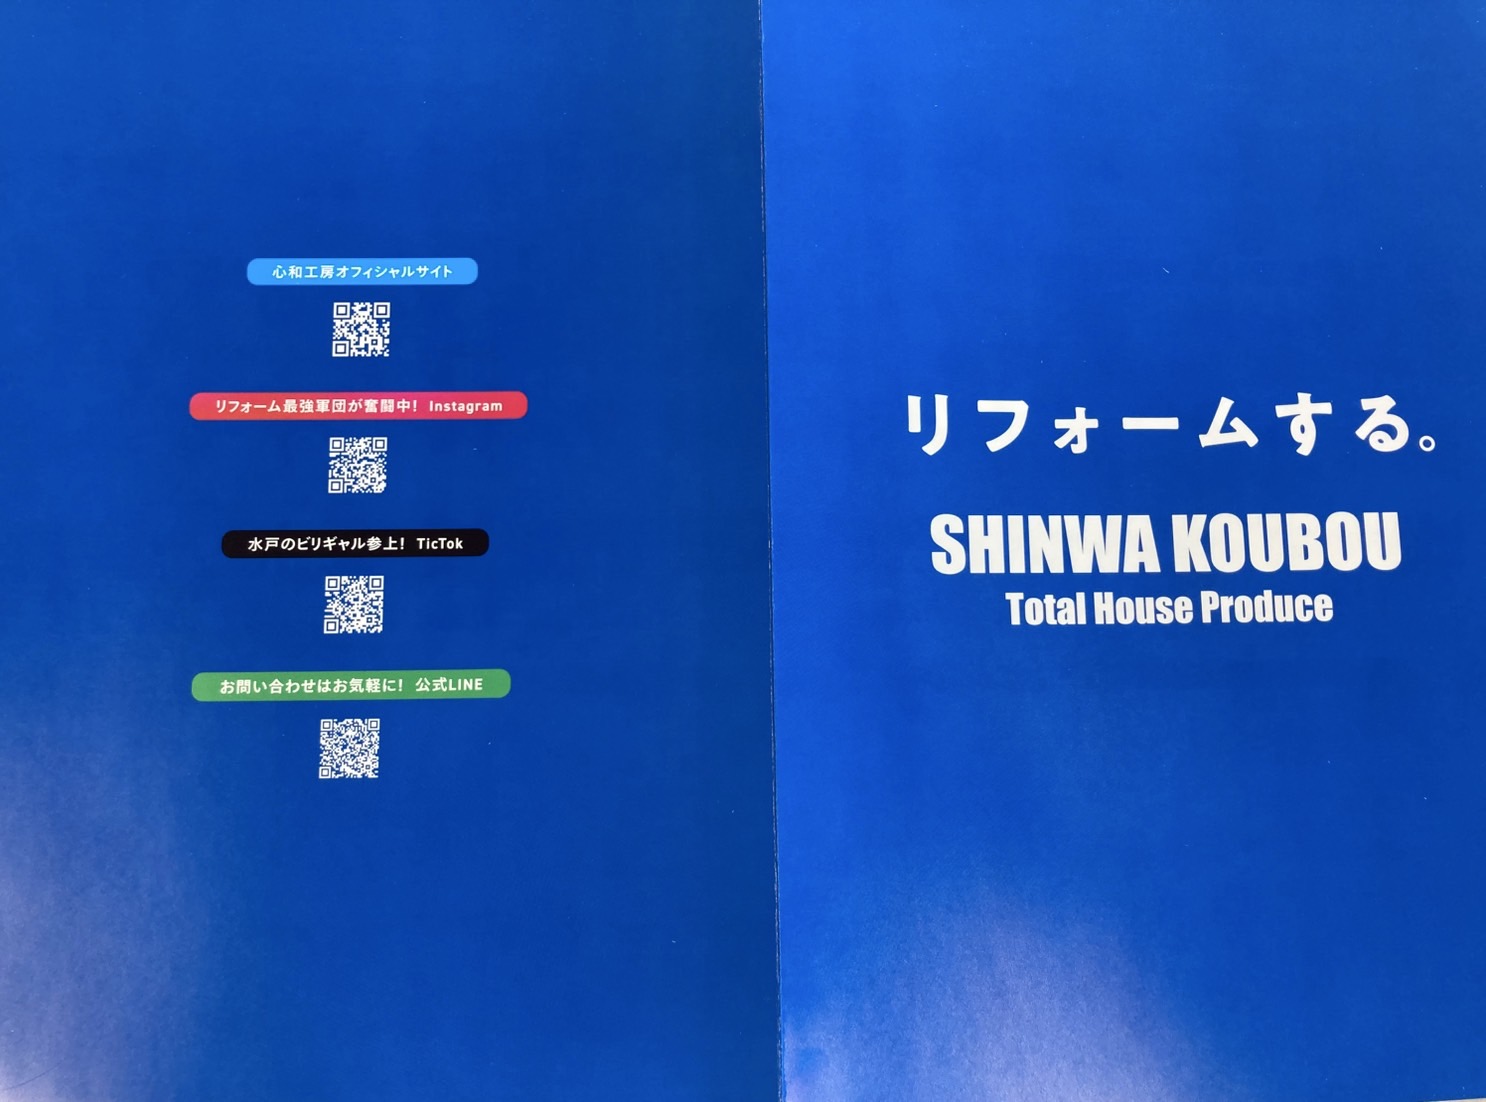 心和工房オフィシャルサイト
リフォーム最強軍団が奮闘中! Instagram
水戸のビリギャル参上! TicTok
お問い合わせはお気軽に! 公式LINE
リフォームする。
SHINWA KOUBOU
Total House Produce